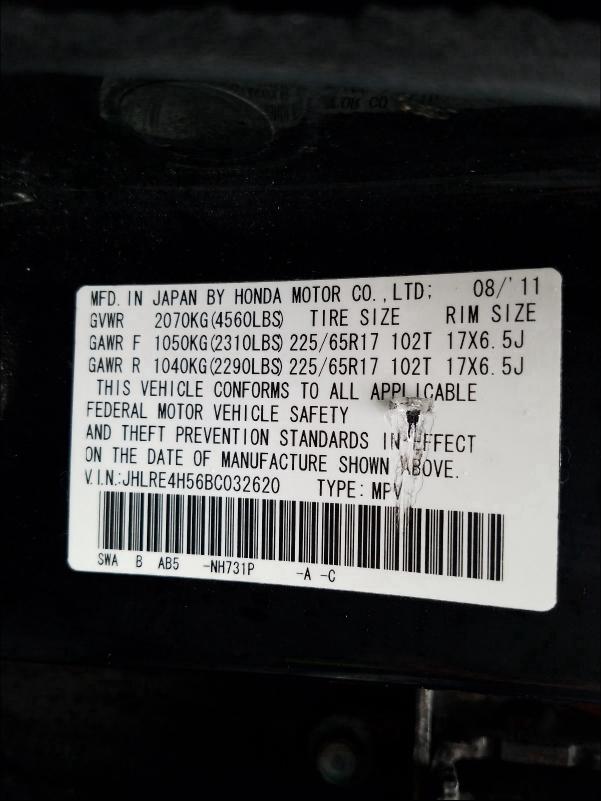 LOR CO
MFD. IN JAPAN BY HONDA MOTOR CO.,LTD; 08/'11
GVWR 2070KG(4560LBS) TIRE SIZE RIM SIZE
GAWR F 1050KG(2310LBS) 225/65R17 102T 17X6.5J
GAWR R 1040KG(2290LBS) 225/65R17 102T 17X6.5J
THIS VEHICLE CONFORMS TO ALL APPLICABLE
FEDERAL MOTOR VEHICLE SAFETY
AND THEFT PREVENTION STANDARDS IN EFFECT
ON THE DATE OF MANUFACTURE SHOWN ABOVE.
V.I.N.:JHLRE4H56BC032620 TYPE: MPV
SWA B AB5 -NH731P -A -C